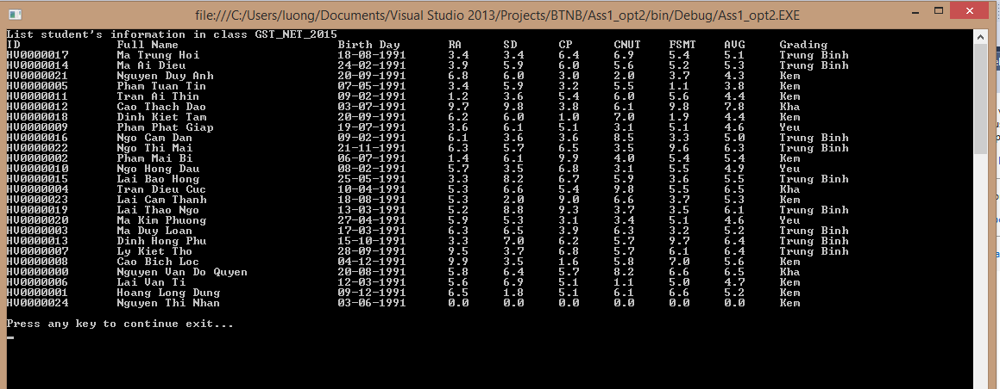 file:///C:/Users/luong/Documents/Visual Studio 2013/Projects/BTNB/Ass1_opt2/bin/Debug/Ass1_opt2.EXE
List student's information in class GST_NET_2015
ID Full Name Birth Day RA SD CP CNUT FSMT AVG Grading
HV0000017 Ma Trung Hoi 18-08-1991 3.4 3.4 6.4 6.9 5.4 5.1 Trung Binh
HV0000014 Ma Ai Dieu 24-02-1991 3.9 5.9 6.0 5.6 5.2 5.3 Trung Binh
HV0000021 Nguyen Duy Anh 20-09-1991 6.8 6.0 3.0 2.0 3.7 4.3 Kem
HV0000005 Pham Tuan Tin 07-05-1991 3.4 5.9 3.2 5.5 1.1 3.8 Kem
HV0000011 Tran Ai Thin 09-02-1991 1.2 3.6 5.4 6.0 5.6 4.4 Kem
HV0000012 Cao Thach Dao 03-07-1991 9.7 9.8 3.8 6.1 9.8 7.8 Kha
HV0000018 Dinh Kiet Tam 20-09-1991 6.2 6.0 1.0 7.0 1.9 4.4 Kem
HV0000009 Pham Phat Giap 19-07-1991 3.6 6.1 5.1 3.1 5.1 4.6 Yeu
HV0000016 Ngo Cam Dan 09-02-1991 6.1 3.6 3.6 8.5 3.3 5.0 Trung Binh
HV0000022 Ngo Thi Mai 21-11-1991 6.3 5.7 6.5 3.5 9.6 6.3 Trung Binh
HV0000002 Pham Mai Bi 06-07-1991 1.4 6.1 9.9 4.0 5.4 5.4 Kem
HV0000010 Ngo Hong Dau 08-02-1991 5.7 3.5 6.8 3.1 5.5 4.9 Yeu
HV0000015 Lai Bao Hong 25-05-1991 3.3 8.2 6.7 5.9 3.6 5.5 Trung Binh
HV0000004 Tran Dieu Cuc 10-04-1991 5.3 6.6 5.4 9.8 5.5 6.5 Kha
HV0000023 Lai Cam Thanh 18-08-1991 5.3 2.0 9.0 6.6 3.7 5.3 Kem
HV0000019 Lai Thao Ngo 13-03-1991 5.2 8.8 9.3 3.7 3.5 6.1 Trung Binh
HV0000020 Ma Kim Phuong 27-04-1991 5.9 5.3 3.1 3.4 5.1 4.6 Yeu
HV0000003 Ma Duy Loan 17-03-1991 6.3 6.5 3.9 6.3 3.2 5.2 Trung Binh
HV0000013 Dinh Hong Phu 15-10-1991 3.3 7.0 6.2 5.7 9.7 6.4 Trung Binh
HV0000007 Ly Kiet Tho 28-09-1991 9.5 3.7 6.8 5.7 6.1 6.4 Trung Binh
HV0000008 Cao Bich Loc 04-12-1991 9.9 3.5 1.6 5.8 7.0 5.6 Kem
HV0000000 Nguyen Van Do Quyen 20-08-1991 5.8 6.4 5.7 8.2 6.6 6.5 Kha
HV0000006 Lai Van Ti 12-03-1991 5.6 6.9 5.1 1.1 5.0 4.7 Kem
HV0000001 Hoang Long Dung 09-12-1991 6.5 1.8 5.1 6.1 6.6 5.2 Kem
HV0000024 Nguyen Thi Nhan 03-06-1991 0.0 0.0 0.0 0.0 0.0 0.0 Kem
Press any key to continue exit...